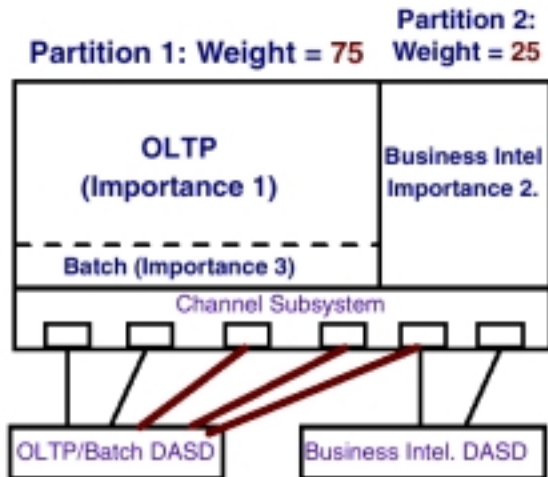 Partition 2:
Partition 1: Weight = 75
Weight = 25
OLTP
(Importance 1)
Business Intel
Importance 2.
Batch (Importance 3)
Channel Subsystem
OLTP/Batch DASD
Business Intel. DASD